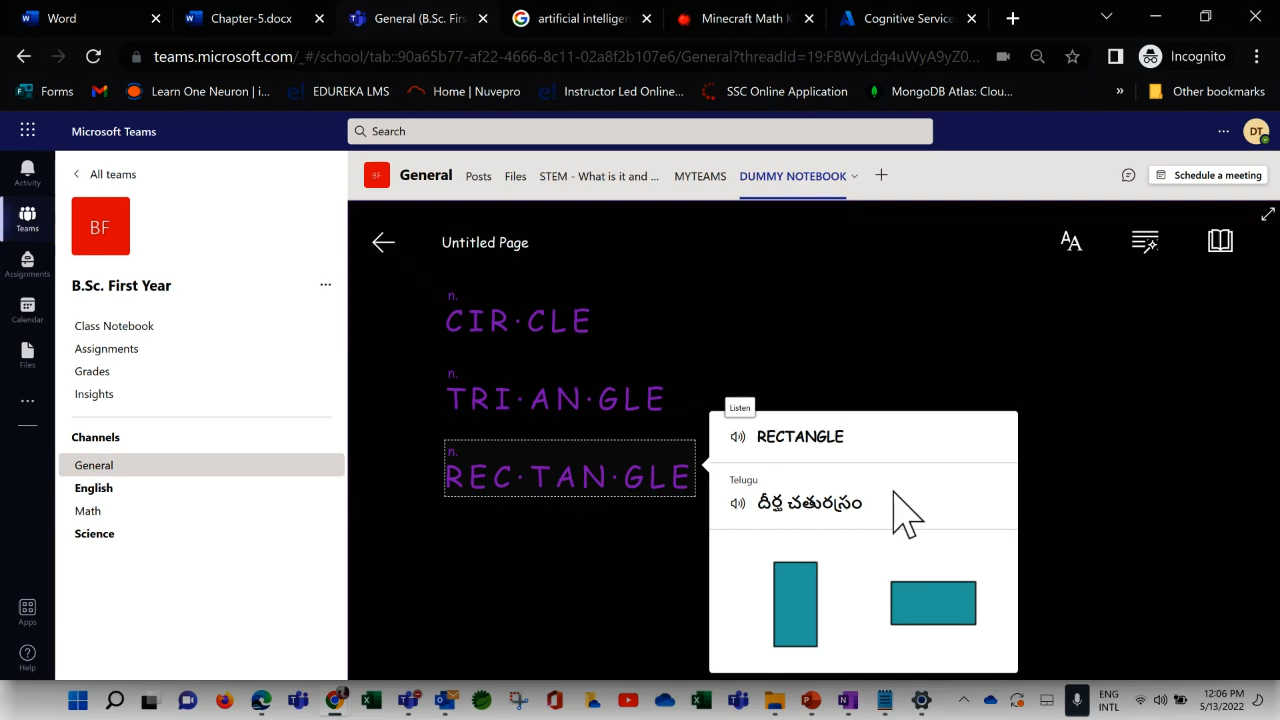 Word
Chapter-5.docx
General (B.Sc. Firs
artificial intelligen
Minecraft Math K
Cognitive Service
teams.microsoft.com/_#/school/tab::90a65b77-af22-4666-8c11-02a8f2b107e6/General?threadId=19:F8WyLdg4uWyA9yZ0...
Incognito
Forms
Learn One Neuron | i...
EDUREKA LMS
Home | Nuvepro
Instructor Led Online...
SSC Online Application
MongoDB Atlas: Clou...
»
Other bookmarks
Microsoft Teams
Search
DT
Activity
Teams
Assignments
Calendar
Files
Apps
Help
All teams
BF
B.Sc. First Year
Class Notebook
Assignments
Grades
Insights
Channels
General
English
Math
Science
BF
General
Posts
Files
STEM - What is it and ...
MYTEAMS
DUMMY NOTEBOOK
Schedule a meeting
Untitled Page
AA
n.
CIR·CLE
n.
TRI·AN·GLE
n.
REC·TAN·GLE
Listen
RECTANGLE
Telugu
దీర్ఘ చతురస్రం
ENG
INTL
12:06 PM
5/13/2022